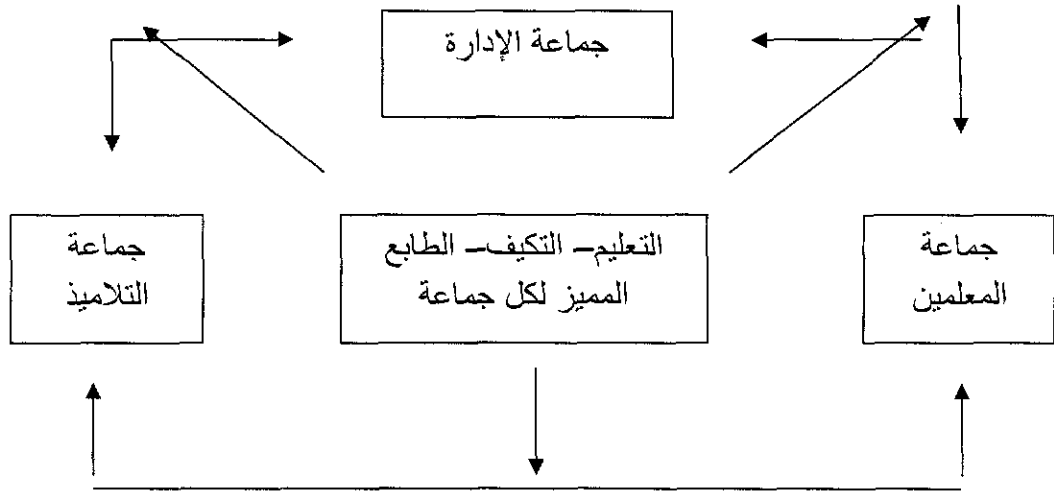 جماعة الإدارة
جماعة
المعلمين
التعليم– التكيف– الطابع
المميز لكل جماعة
جماعة
التلاميذ